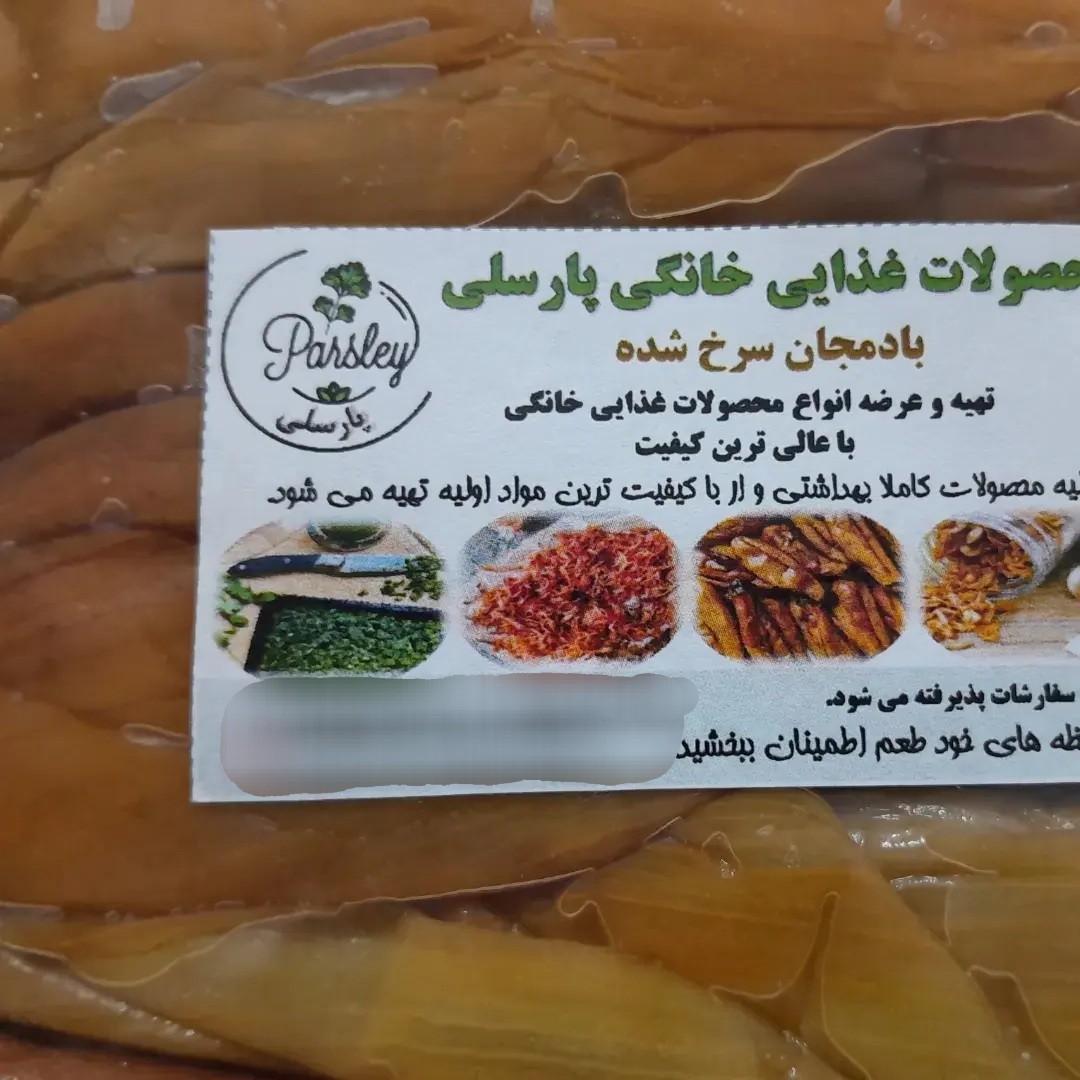 محصولات غذایی خانگی پارسلی
Parsley
پارسلی
بادمجان سرخ شده
تهیه و عرضه انواع محصولات غذایی خانگی
با عالی ترین کیفیت
محصولات کاملا بهداشتی و از با کیفیت ترین مواد اولیه تهیه می شود.
سفارشات پذیرفته می شود.
های خود طعم اطمینان ببخشید